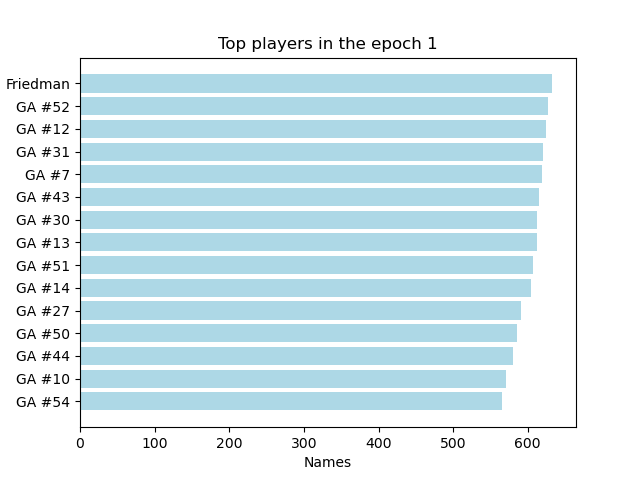 Top players in the epoch 1
Friedman
GA #52
GA #12
GA #31
GA #7
GA #43
GA #30
GA #13
GA #51
GA #14
GA #27
GA #50
GA #44
GA #10
GA #54
0 100 200 300 400 500 600
Names